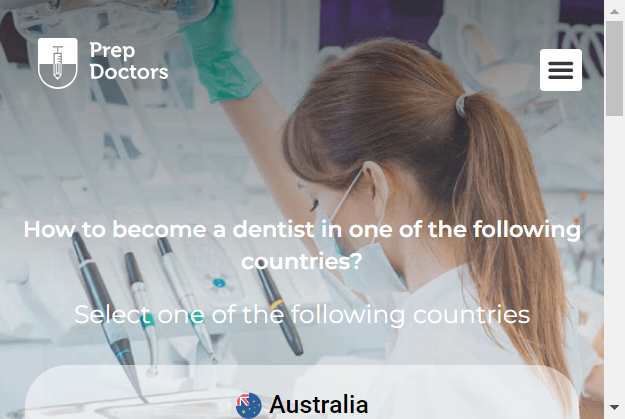 Prep
Doctors
How to become a dentist in one of the following
countries?
Select one of the following countries
Australia